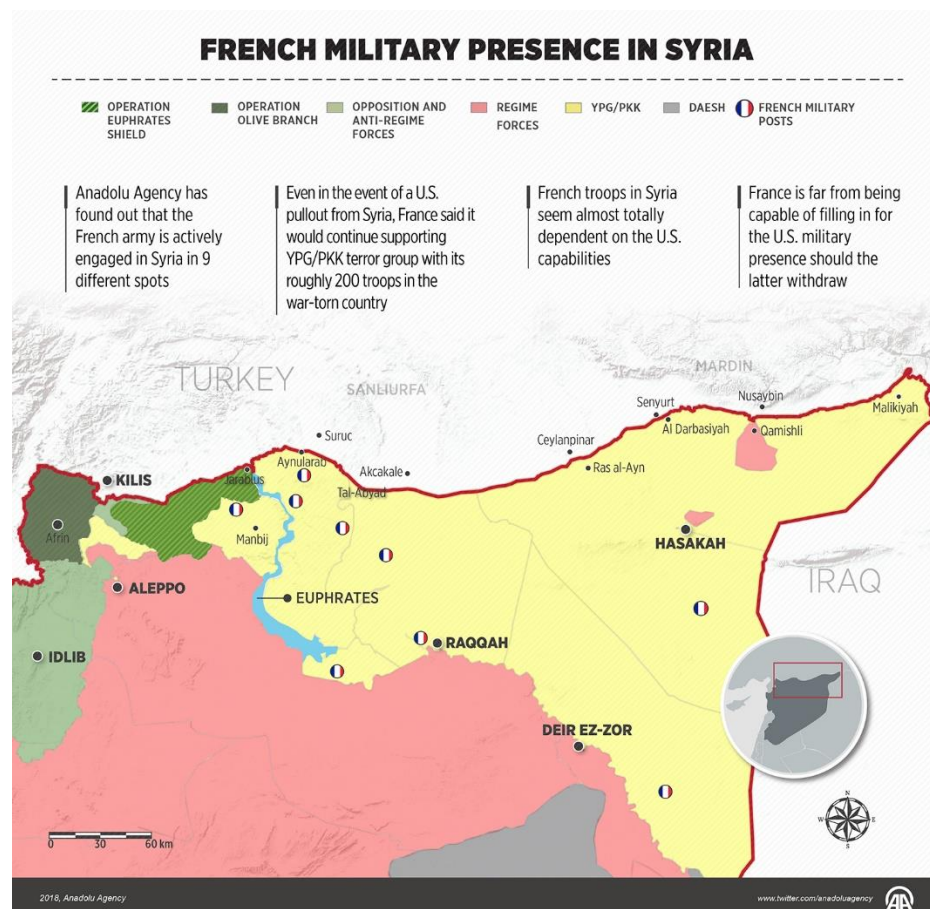 FRENCH MILITARY PRESENCE IN SYRIA
OPERATION
EUPHRATES
SHIELD
OPERATION
OLIVE BRANCH
OPPOSITION AND
ANTI-REGIME
FORCES
REGIME
FORCES
YPG/PKK
DAESH
FRENCH MILITARY
POSTS
Anadolu Agency has
found out that the
French army is actively
engaged in Syria in 9
different spots
Even in the event of a U.S.
pullout from Syria, France said it
would continue supporting
YPG/PKK terror group with its
roughly 200 troops in the
war-torn country
French troops in Syria
seem almost totally
dependent on the U.S.
capabilities
France is far from being
capable of filling in for
the U.S. military
presence should the
latter withdraw
TURKEY
SANLIURFA
MARDIN
Nusaybin
Senyurt
Malikiyah
Al Darbasiyah
Qamishli
Suruc
Ceylanpinar
Aynularab
Akcakale
Ras al-Ayn
KILIS
Jarablus
Tal-Abyad
Afrin
Manbij
HASAKAH
IRAQ
ALEPPO
EUPHRATES
RAQQAH
IDLIB
DEIR EZ-ZOR
N
W
E
S
0 30 60 km
2018, Anadolu Agency
www.twitter.com/anadoluagency
AA